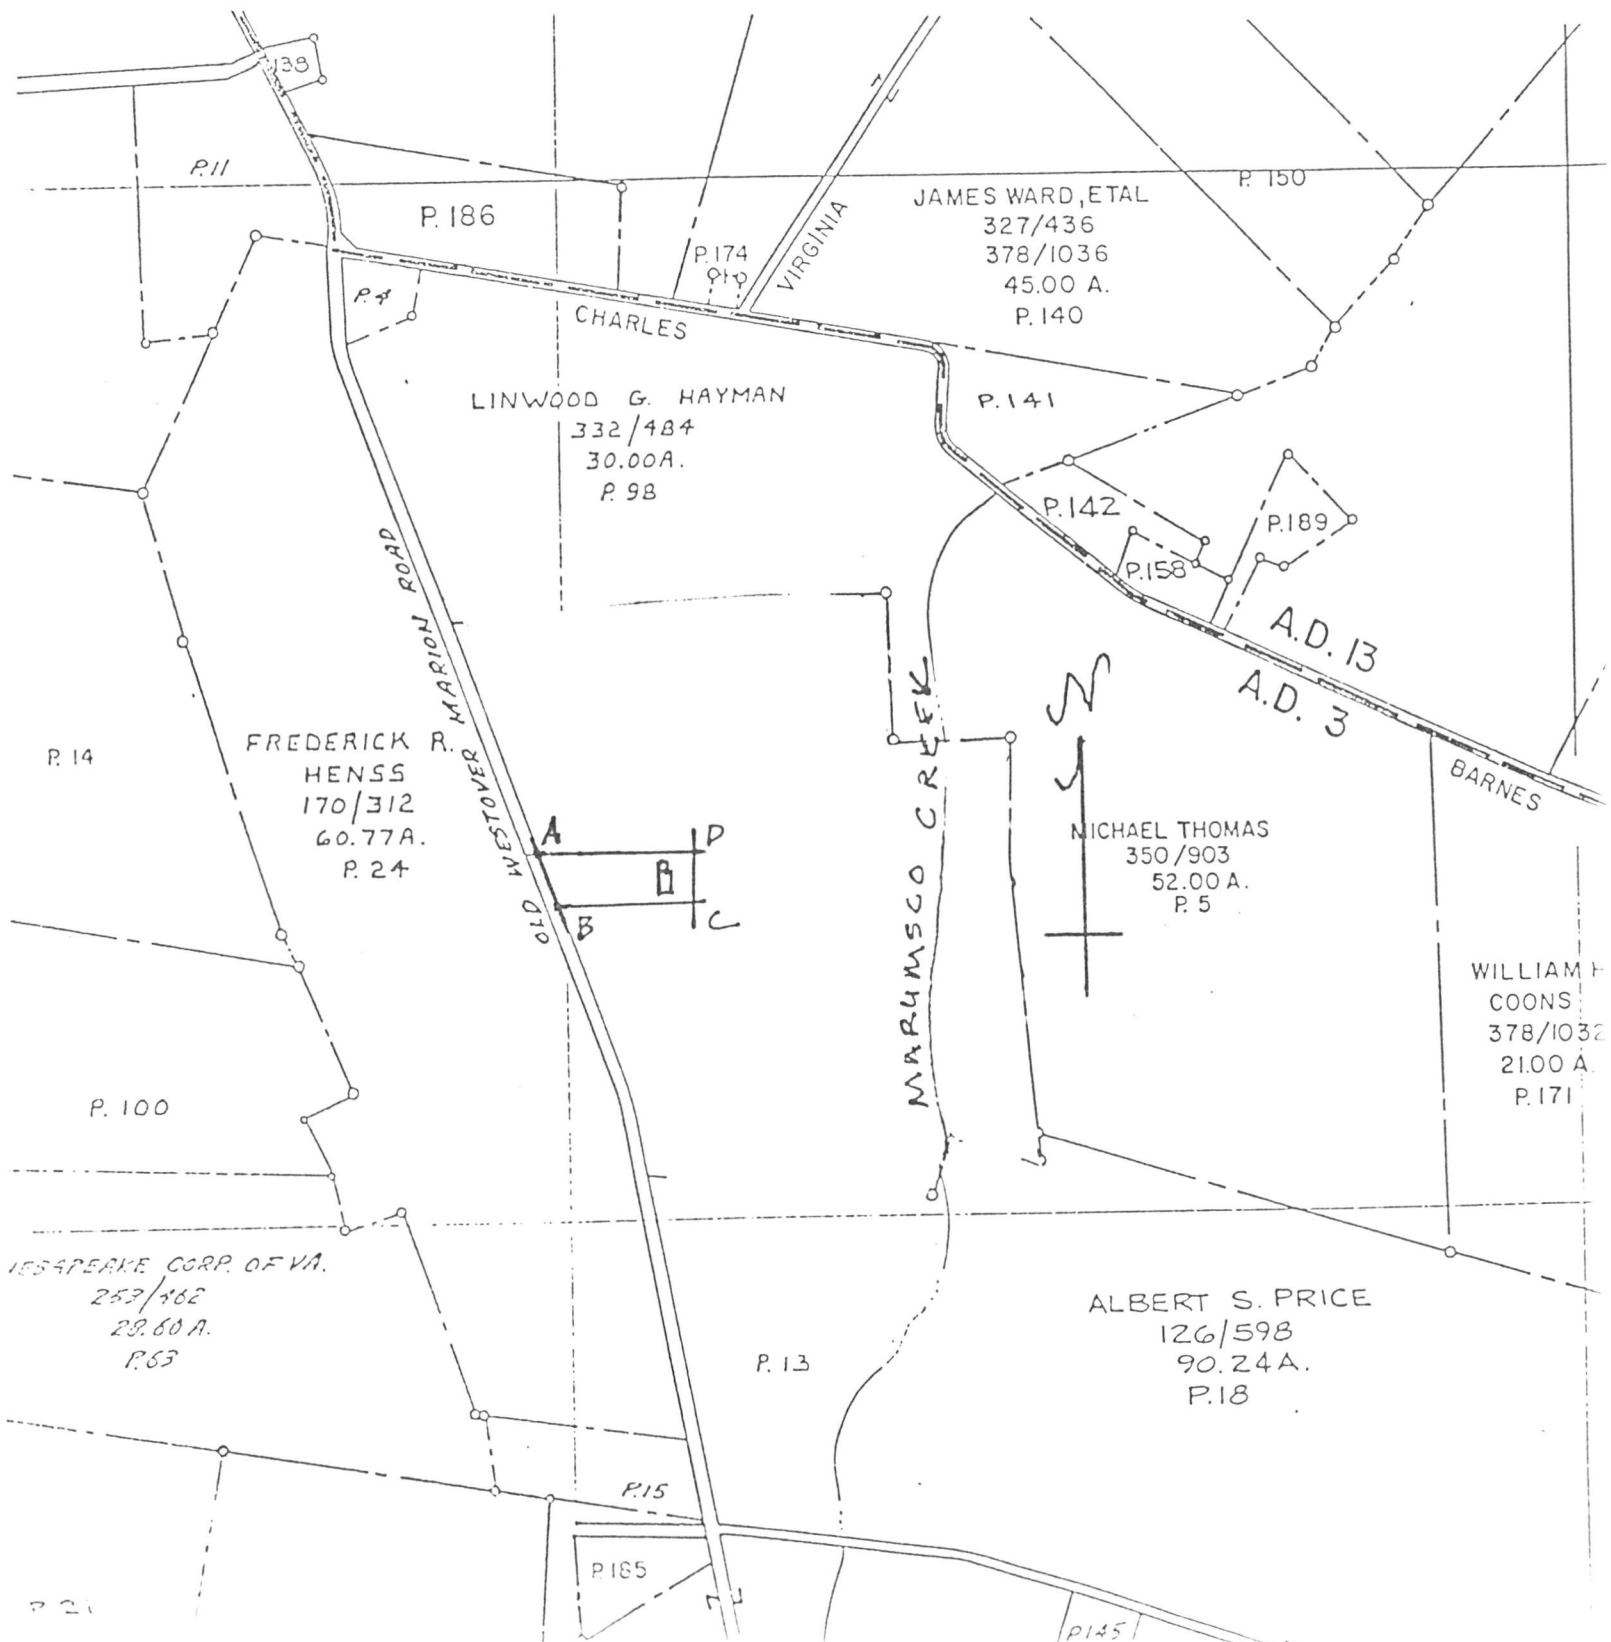 138
P. 11
P. 186
P. 174
VIRGINIA
JAMES WARD, ETAL
327/436
378/1036
45.00 A.
P. 140
P. 150
P. 4
CHARLES
LINWOOD G. HAYMAN
332/484
30.00A.
P. 98
P. 141
P. 142
P. 158
P. 189
A.D. 13
A.D. 3
BARNES
OLD WESTOVER MARION ROAD
P. 14
FREDERICK R.
HENSS
170/312
60.77A.
P. 24
A
D
B
C
MARUMSCO CREEK
N
MICHAEL THOMAS
350/903
52.00 A.
P. 5
WILLIAM H
COONS
378/1032
21.00 A.
P. 171
P. 100
ESAPEAKE CORP. OF VA.
P. 63
ALBERT S. PRICE
126/598
90.24A.
P. 18
P. 13
P. 15
P. 185
P. 21
P. 145